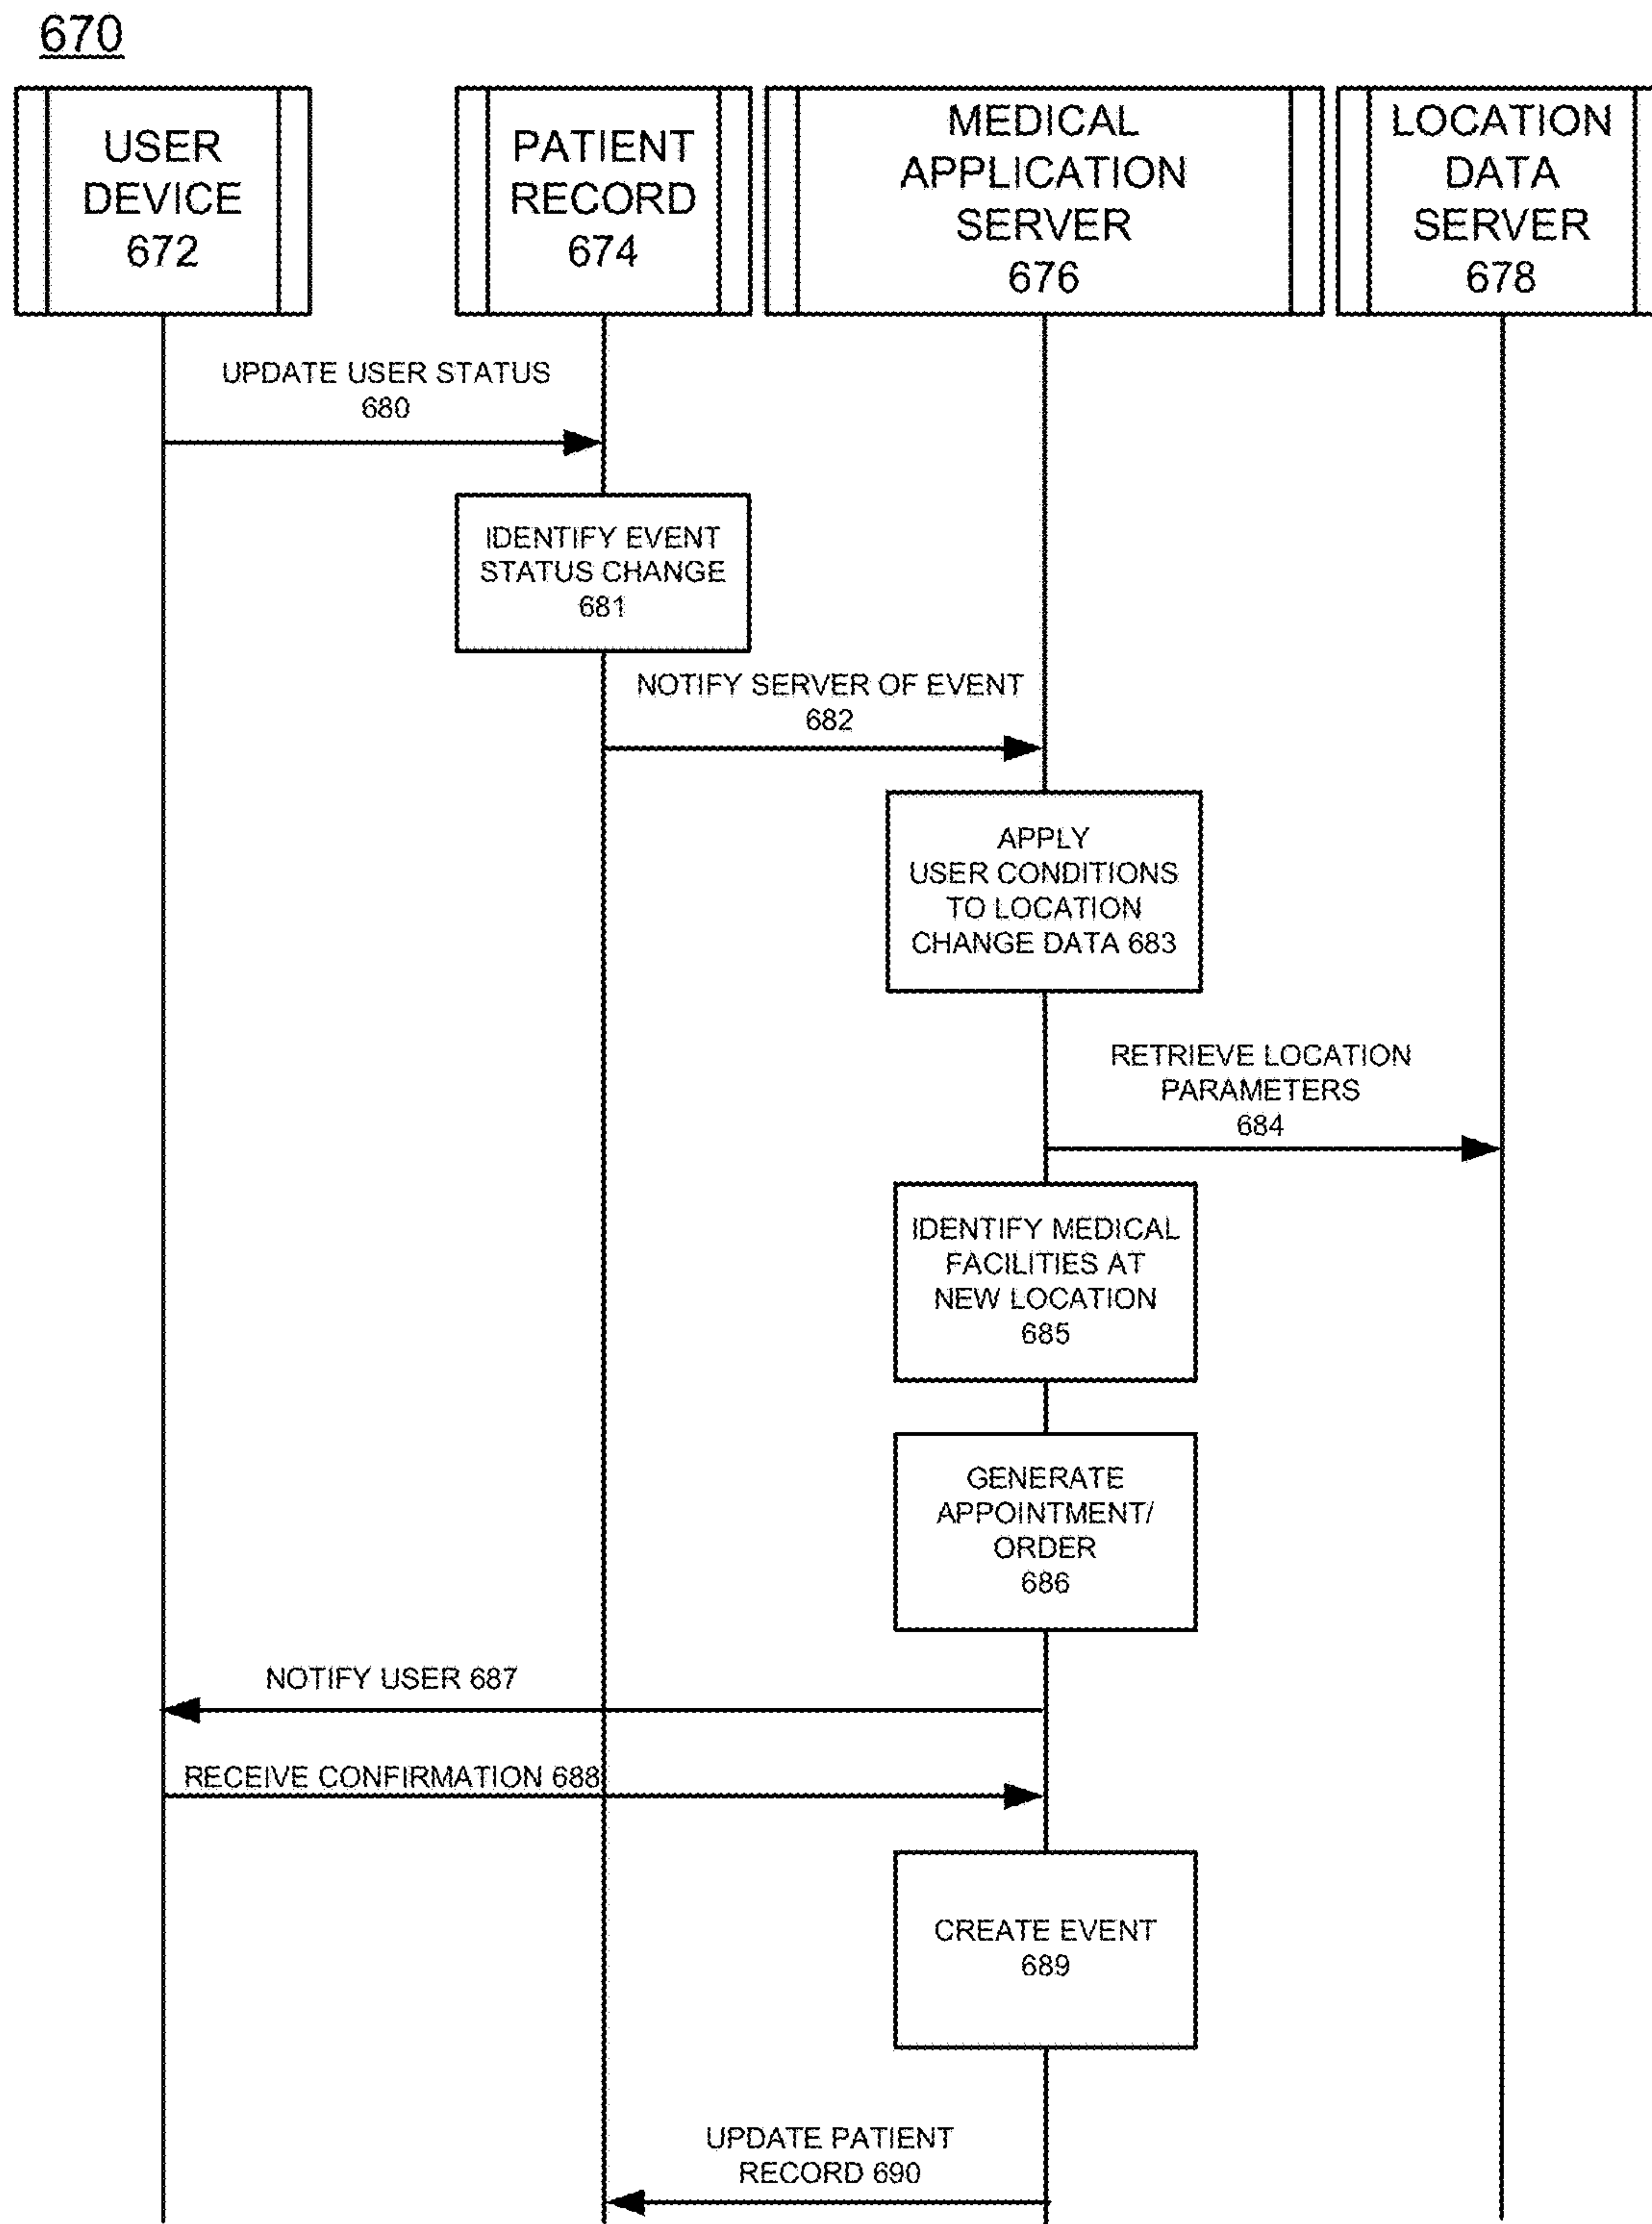 670
USER
DEVICE
672
PATIENT
RECORD
674
MEDICAL
APPLICATION
SERVER
676
LOCATION
DATA
SERVER
678
UPDATE USER STATUS
680
IDENTIFY EVENT
STATUS CHANGE
681
NOTIFY SERVER OF EVENT
682
APPLY
USER CONDITIONS
TO LOCATION
CHANGE DATA 683
RETRIEVE LOCATION
PARAMETERS
684
IDENTIFY MEDICAL
FACILITIES AT
NEW LOCATION
685
GENERATE
APPOINTMENT/
ORDER
686
NOTIFY USER 687
RECEIVE CONFIRMATION 688
CREATE EVENT
689
UPDATE PATIENT
RECORD 690